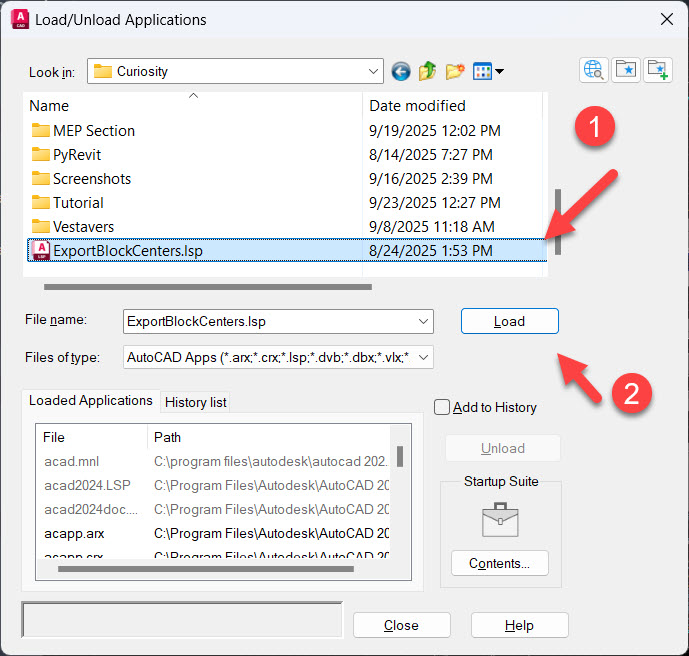 A CAD Load/Unload Applications
Look in: Curiosity
Name Date modified
MEP Section 9/19/2025 12:02 PM
1
PyRevit 8/14/2025 7:27 PM
Screenshots 9/16/2025 2:39 PM
Tutorial 9/23/2025 12:27 PM
Vestavers 9/8/2025 11:18 AM
A LSP ExportBlockCenters.lsp 8/24/2025 1:53 PM
File name: ExportBlockCenters.lsp Load
Files of type: AutoCAD Apps (*.arx;*.crx;*.lsp;*.dvb;*.dbx;*.vlx;*
2
Loaded Applications History list
Add to History
File Path
Unload
acad.mnl C:\program files\autodesk\autocad 202
acad2024.LSP C:\Program Files\Autodesk\AutoCAD 20
Startup Suite
acad2024doc.... C:\Program Files\Autodesk\AutoCAD 20
acapp.arx C:\Program Files\Autodesk\AutoCAD 20
acapp.crx C:\Program Files\Autodesk\AutoCAD 20
Contents...
Close Help